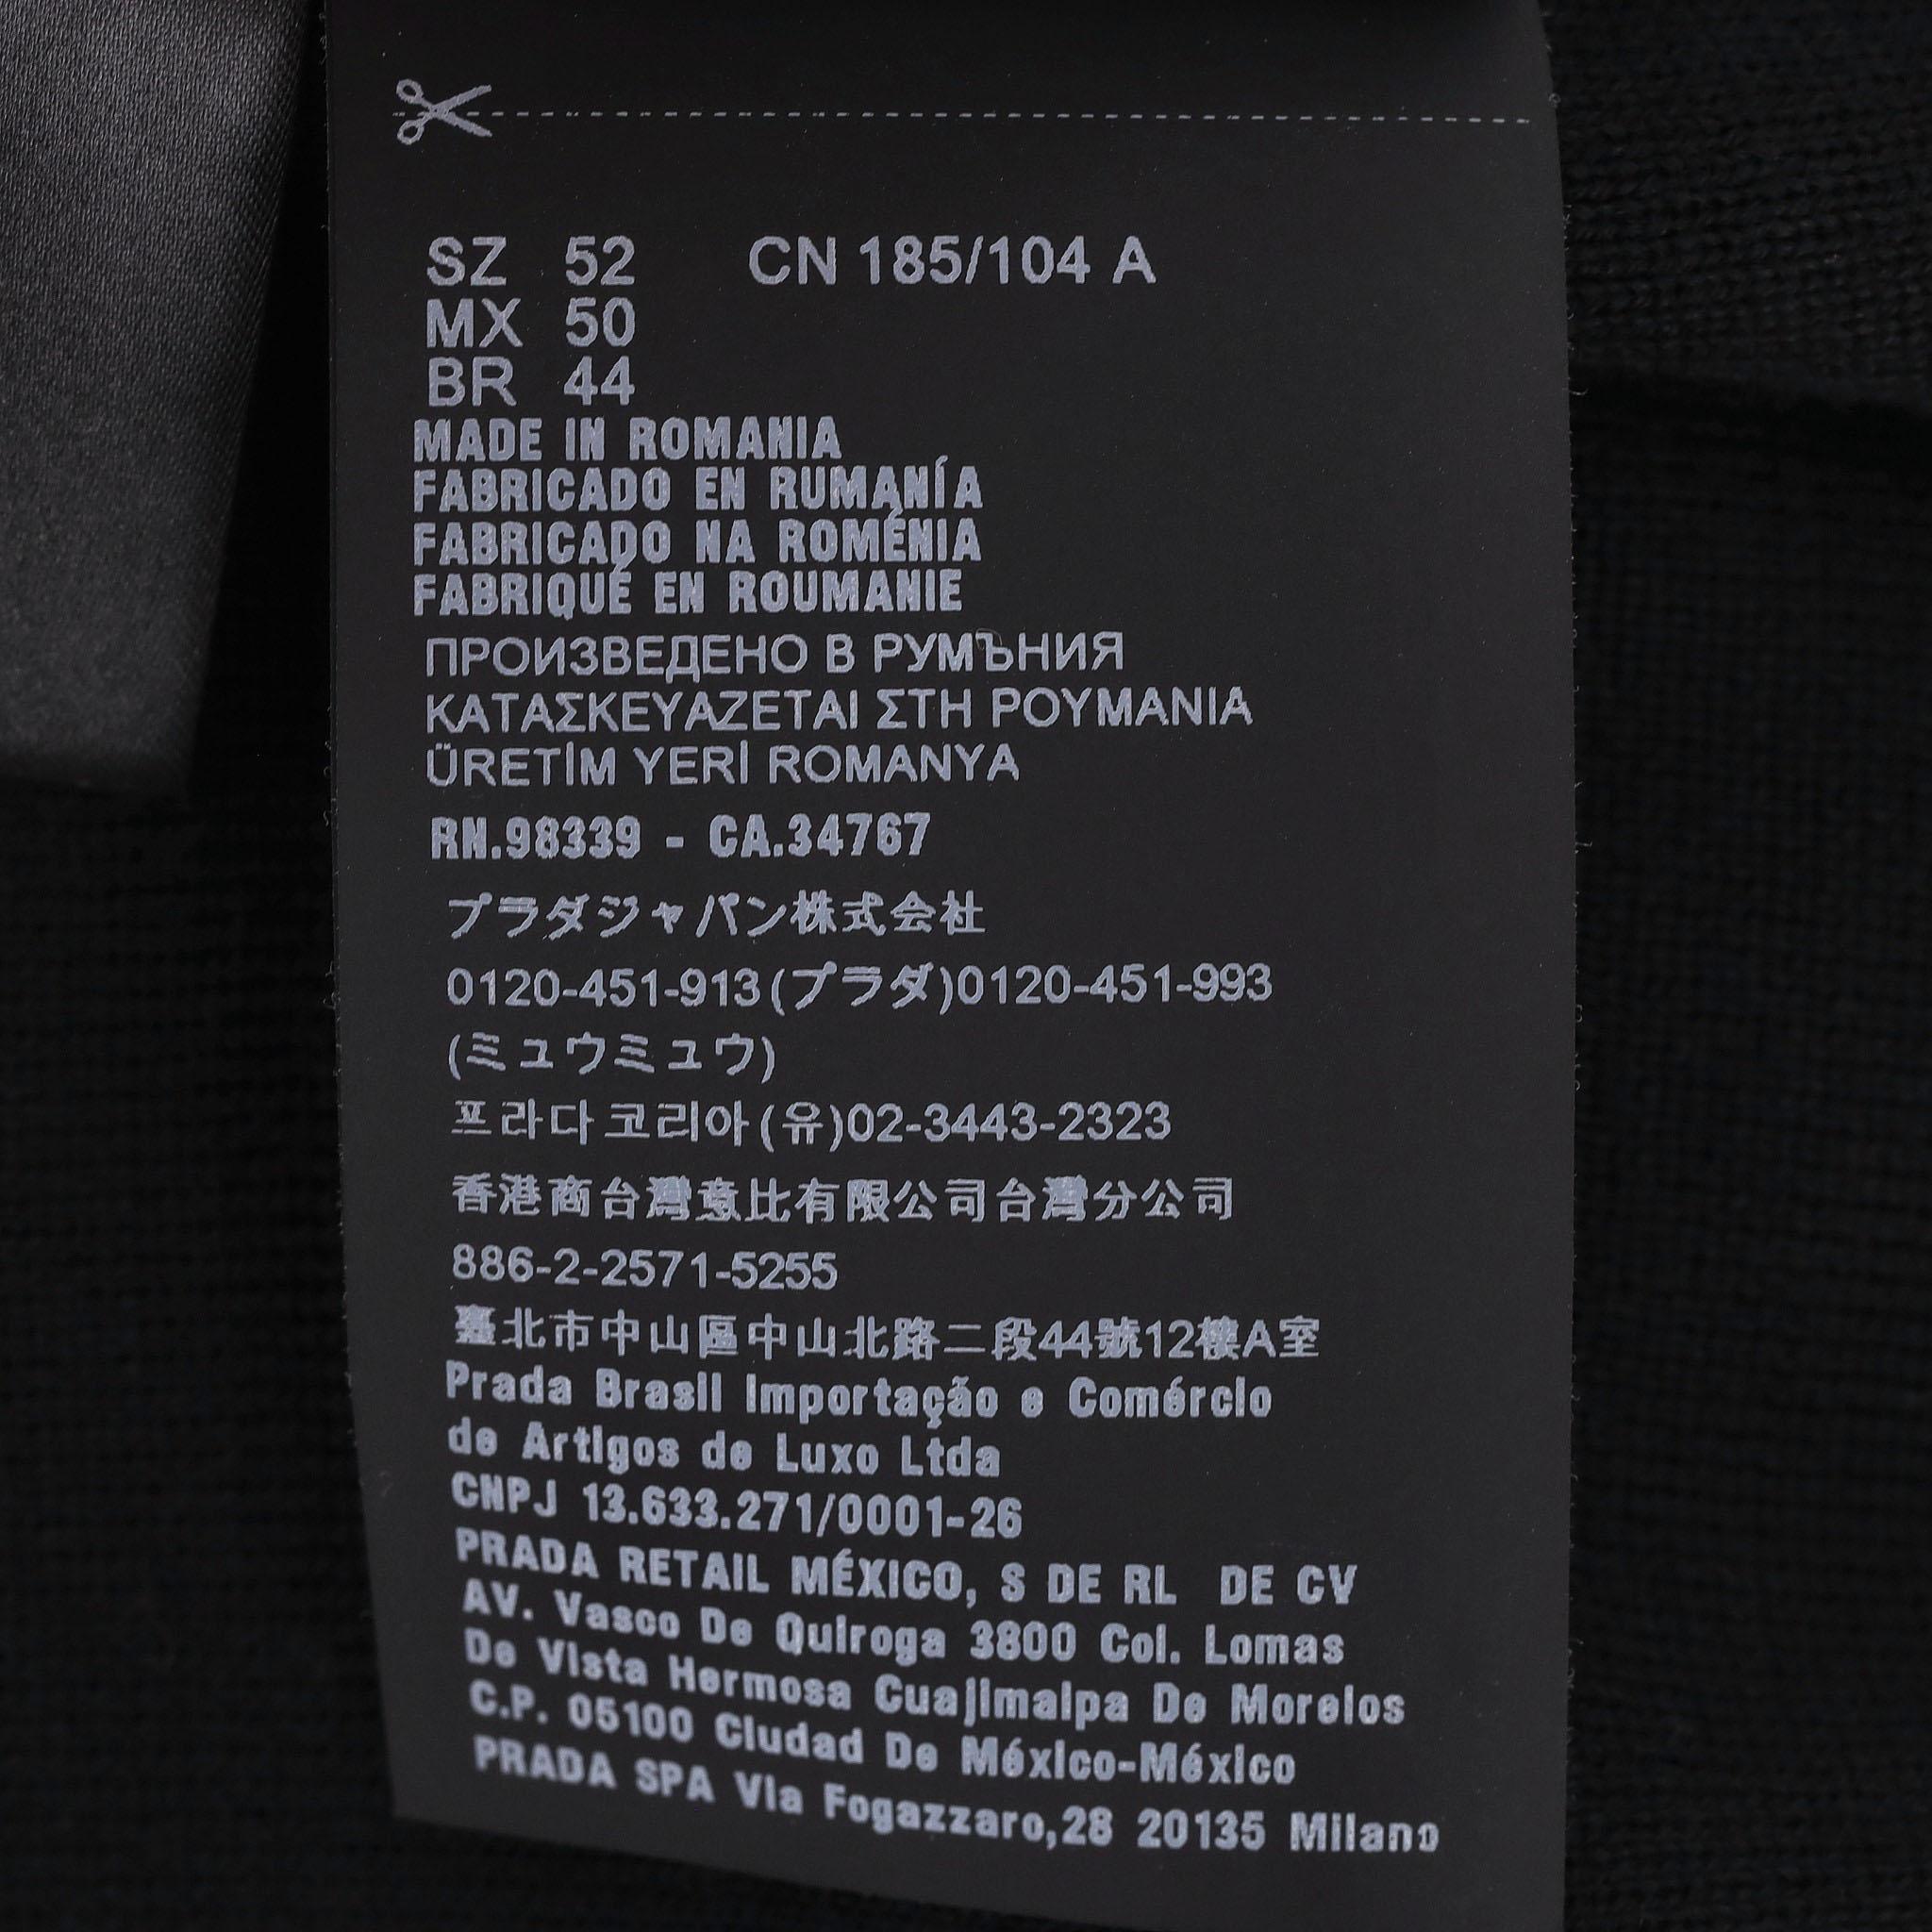 SZ 52 CN 185/104 A
MX 50
BR 44
MADE IN ROMANIA
FABRICADO EN RUMANÍA
FABRICADO NA ROMÉNIA
FABRIQUÉ EN ROUMANIE
ПРОИЗВЕДЕНО В РУМЪНИЯ
ΚΑΤΑΣΚΕΥΑΖΕΤΑΙ ΣΤΗ ΡΟΥΜΑΝΙΑ
ÜRETİM YERİ ROMANYA
RN.98339 - CA.34767
プラダジャパン株式会社
0120-451-913(プラダ)0120-451-993
(ミュウミュウ)
프라다코리아(유)02-3443-2323
香港商台灣意比有限公司台灣分公司
886-2-2571-5255
臺北市中山區中山北路二段44號12樓A室
Prada Brasil Importação e Comércio
de Artigos de Luxo Ltda
CNPJ 13.633.271/0001-26
PRADA RETAIL MÉXICO, S DE RL DE CV
AV. Vasco De Quiroga 3800 Col. Lomas
De Vista Hermosa Cuajimalpa De Morelos
C.P. 05100 Ciudad De México-México
PRADA SPA Via Fogazzaro,28 20135 Milano